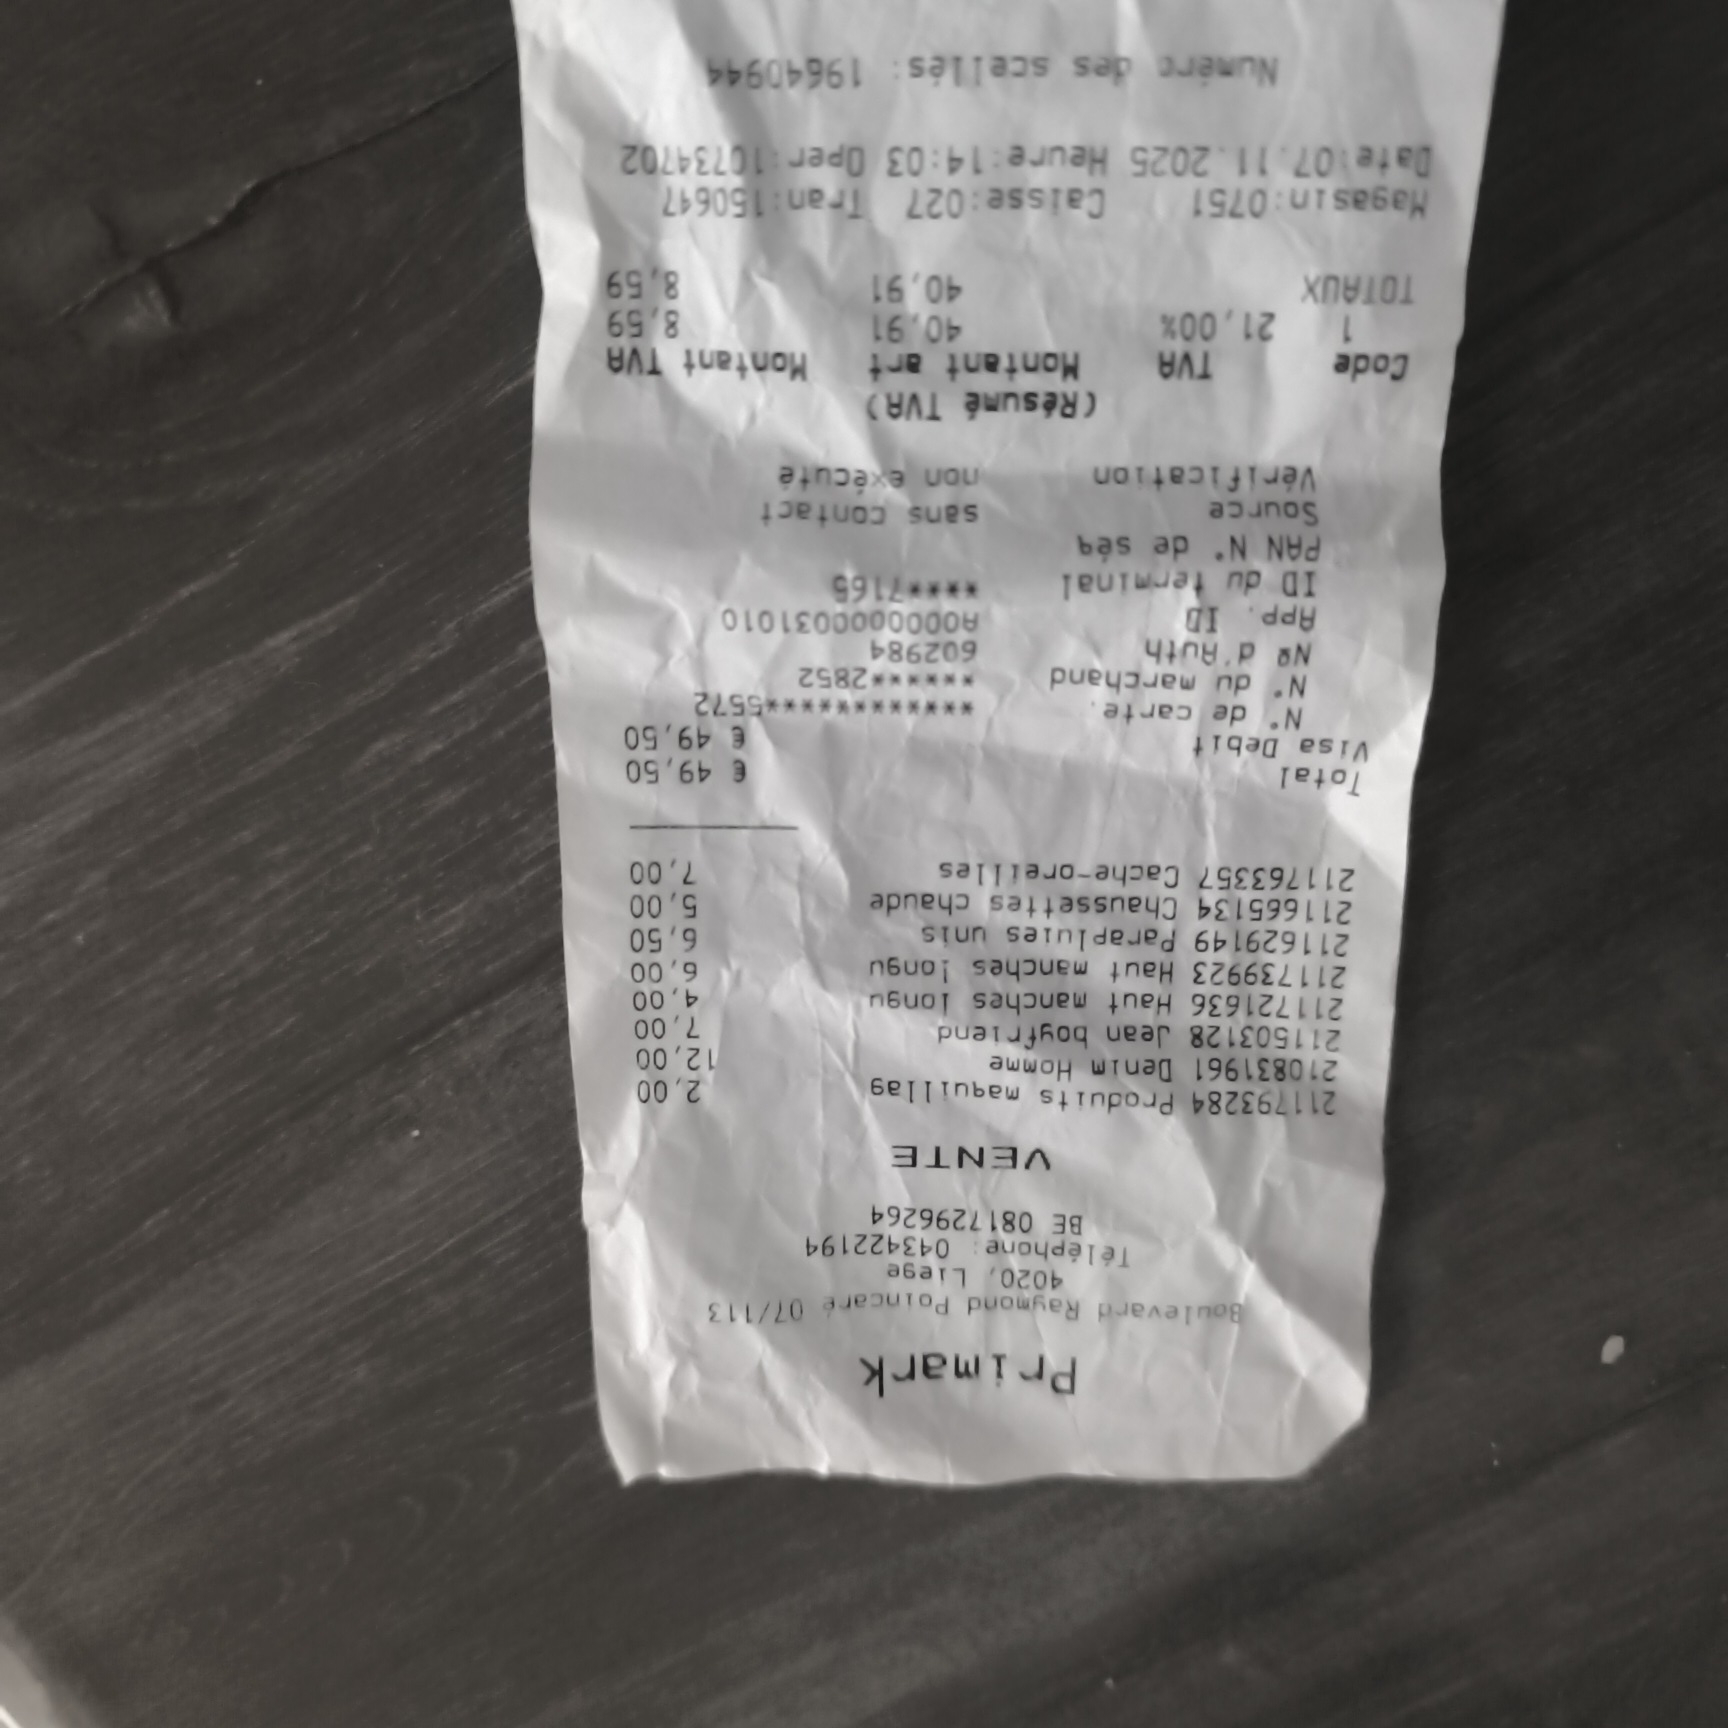 Primark
Boulevard Raymond Poincaré 07/113
4020, Liege
Téléphone: 043422194
BE 0817296264
VENTE
211793284 Produits maquillag 2,00
210831961 Denim Homme 12,00
211503128 Jean boyfriend 7,00
211721636 Haut manches longu 4,00
211739923 Haut manches longu 6,00
211629149 Parapluies unis 6,50
211665134 Chaussettes chaude 5,00
211763357 Cache-oreilles 7,00
Total € 49,50
Visa Debit € 49,50
N° de carte. *************5572
N° du marchand ******2852
Nº d'Auth 602984
App. ID A0000000031010
ID du terminal ****7165
PAN N° de séq
Source sans contact
Vérification non exécuté
(Résumé TVA)
Code TVA Montant art Montant TVA
1 21,00% 40,91 8,59
TOTAUX 40,91 8,59
Magasin:0751 Caisse:027 Tran:150647
Date:07.11.2025 Heure:14:03 Oper:10734702
Numéro des scellés: 19640944